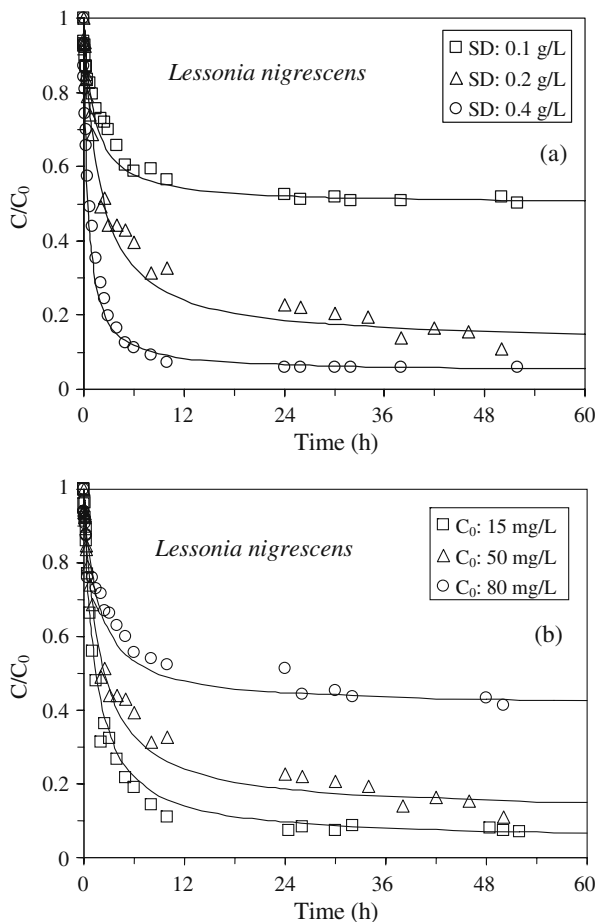 1
0.8
0.6
0.4
0.2
0
C/C₀
Lessonia nigrescens
SD: 0.1 g/L
SD: 0.2 g/L
SD: 0.4 g/L
(a)
0 12 24 36 48 60
Time (h)
1
0.8
0.6
0.4
0.2
0
C/C₀
Lessonia nigrescens
C₀: 15 mg/L
C₀: 50 mg/L
C₀: 80 mg/L
(b)
0 12 24 36 48 60
Time (h)